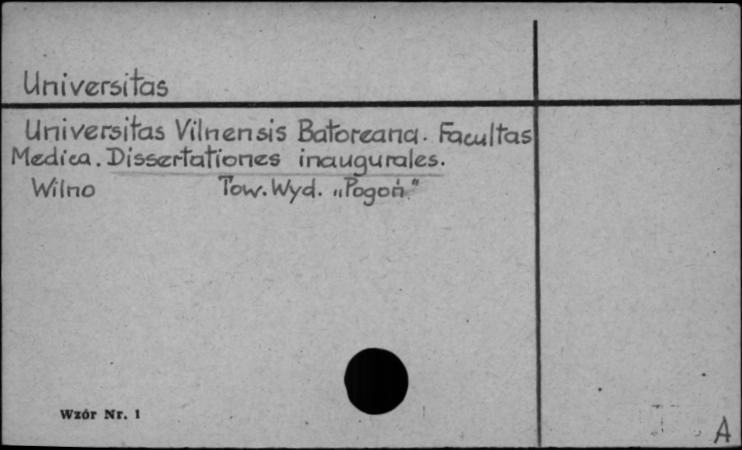 Universitas
Universitas Vilnensis Batoreana. Facultas
Medica. Dissertationes inaugurales.
Wilno Tow. Wyd. „Pogoń"
Wzór Nr. 1
A